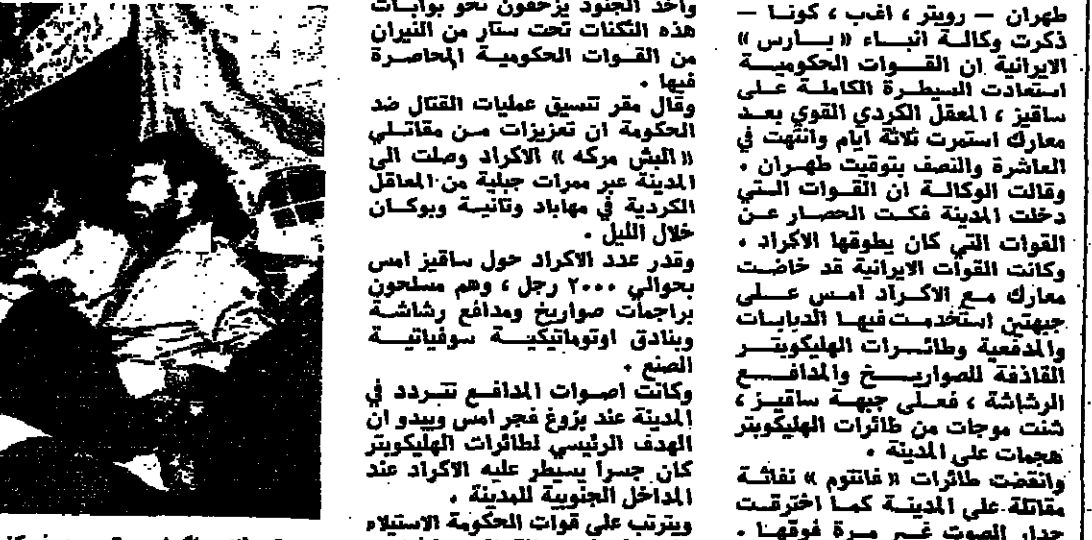 طهران — رويتر ، اف ب ، كونا —
ذكرت وكالة انباء « بارس »
الايرانية ان القوات الحكومية
استعادت السيطرة الكاملة على
ساقيز ، المعقل الكردي القوي بعد
معارك استمرت ثلاثة ايام وانتهت في
العاشرة والنصف بتوقيت طهران .
وقالت الوكالة ان القوات التي
دخلت المدينة فكت الحصار عن
القوات التي كان يطوقها الاكراد .
وكانت القوات الايرانية قد خاضت
معارك مع الاكراد امس على
جبهتين استخدمت فيها الدبابات
والمدفعية وطائرات الهليكوبتر
القاذفة للصواريخ والمدافع
الرشاشة ، فعلى جبهة ساقيز ،
شنت موجات من طائرات الهليكوبتر
هجمات على المدينة .
وانقضت طائرات « فانتوم » نفاثة
مقاتلة على المدينة كما اخترقت
جدار الصوت غير مرة فوقها .
واخذ الجنود يزحفون نحو بوابات
هذه الثكنات تحت ستار من النيران
من القوات الحكومية المحاصرة
فيها .
وقال مقر تنسيق عمليات القتال ضد
الحكومة ان تعزيزات من مقاتلي
« البش مركه » الاكراد وصلت الى
المدينة عبر ممرات جبلية من المعاقل
الكردية في مهاباد وتانية وبوكان
خلال الليل .
وقدر عدد الاكراد حول ساقيز امس
بحوالي ٢٠٠٠ رجل ، وهم مسلحون
براجمات صواريخ ومدافع رشاشة
وبنادق اوتوماتيكية سوفياتية
الصنع .
وكانت اصوات المدافع تتردد في
المدينة عند بزوغ فجر امس ويبدو ان
الهدف الرئيسي لطائرات الهليكوبتر
كان جسرا يسيطر عليه الاكراد عند
المداخل الجنوبية للمدينة .
ويترتب على قوات الحكومة الاستيلاء